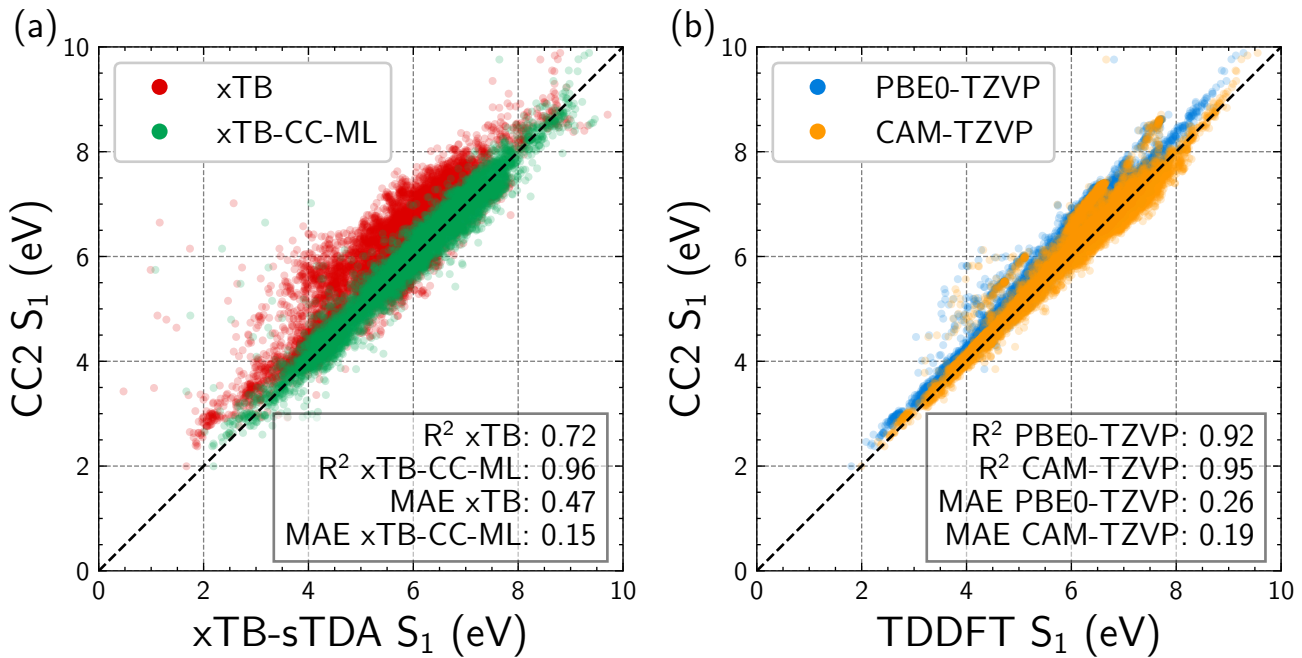 (a)
10
8
6
4
2
0
CC2 S₁ (eV)
xTB
xTB-CC-ML
R² xTB: 0.72
R² xTB-CC-ML: 0.96
MAE xTB: 0.47
MAE xTB-CC-ML: 0.15
0 2 4 6 8 10
xTB-sTDA S₁ (eV)
(b)
10
8
6
4
2
0
CC2 S₁ (eV)
PBE0-TZVP
CAM-TZVP
R² PBE0-TZVP: 0.92
R² CAM-TZVP: 0.95
MAE PBE0-TZVP: 0.26
MAE CAM-TZVP: 0.19
0 2 4 6 8 10
TDDFT S₁ (eV)